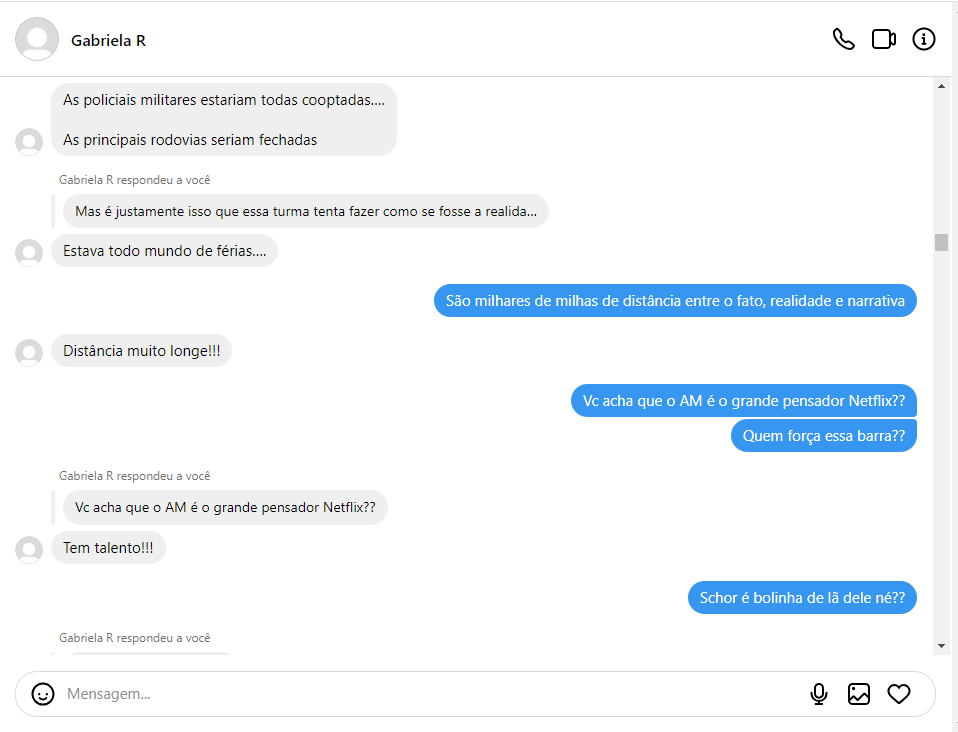 Gabriela R
As policiais militares estariam todas cooptadas....
As principais rodovias seriam fechadas
Gabriela R respondeu a você
Mas é justamente isso que essa turma tenta fazer como se fosse a realida...
Estava todo mundo de férias....
São milhares de milhas de distância entre o fato, realidade e narrativa
Distância muito longe!!!
Vc acha que o AM é o grande pensador Netflix??
Quem força essa barra??
Gabriela R respondeu a você
Vc acha que o AM é o grande pensador Netflix??
Tem talento!!!
Schor é bolinha de lã dele né??
Gabriela R respondeu a você
Mensagem...